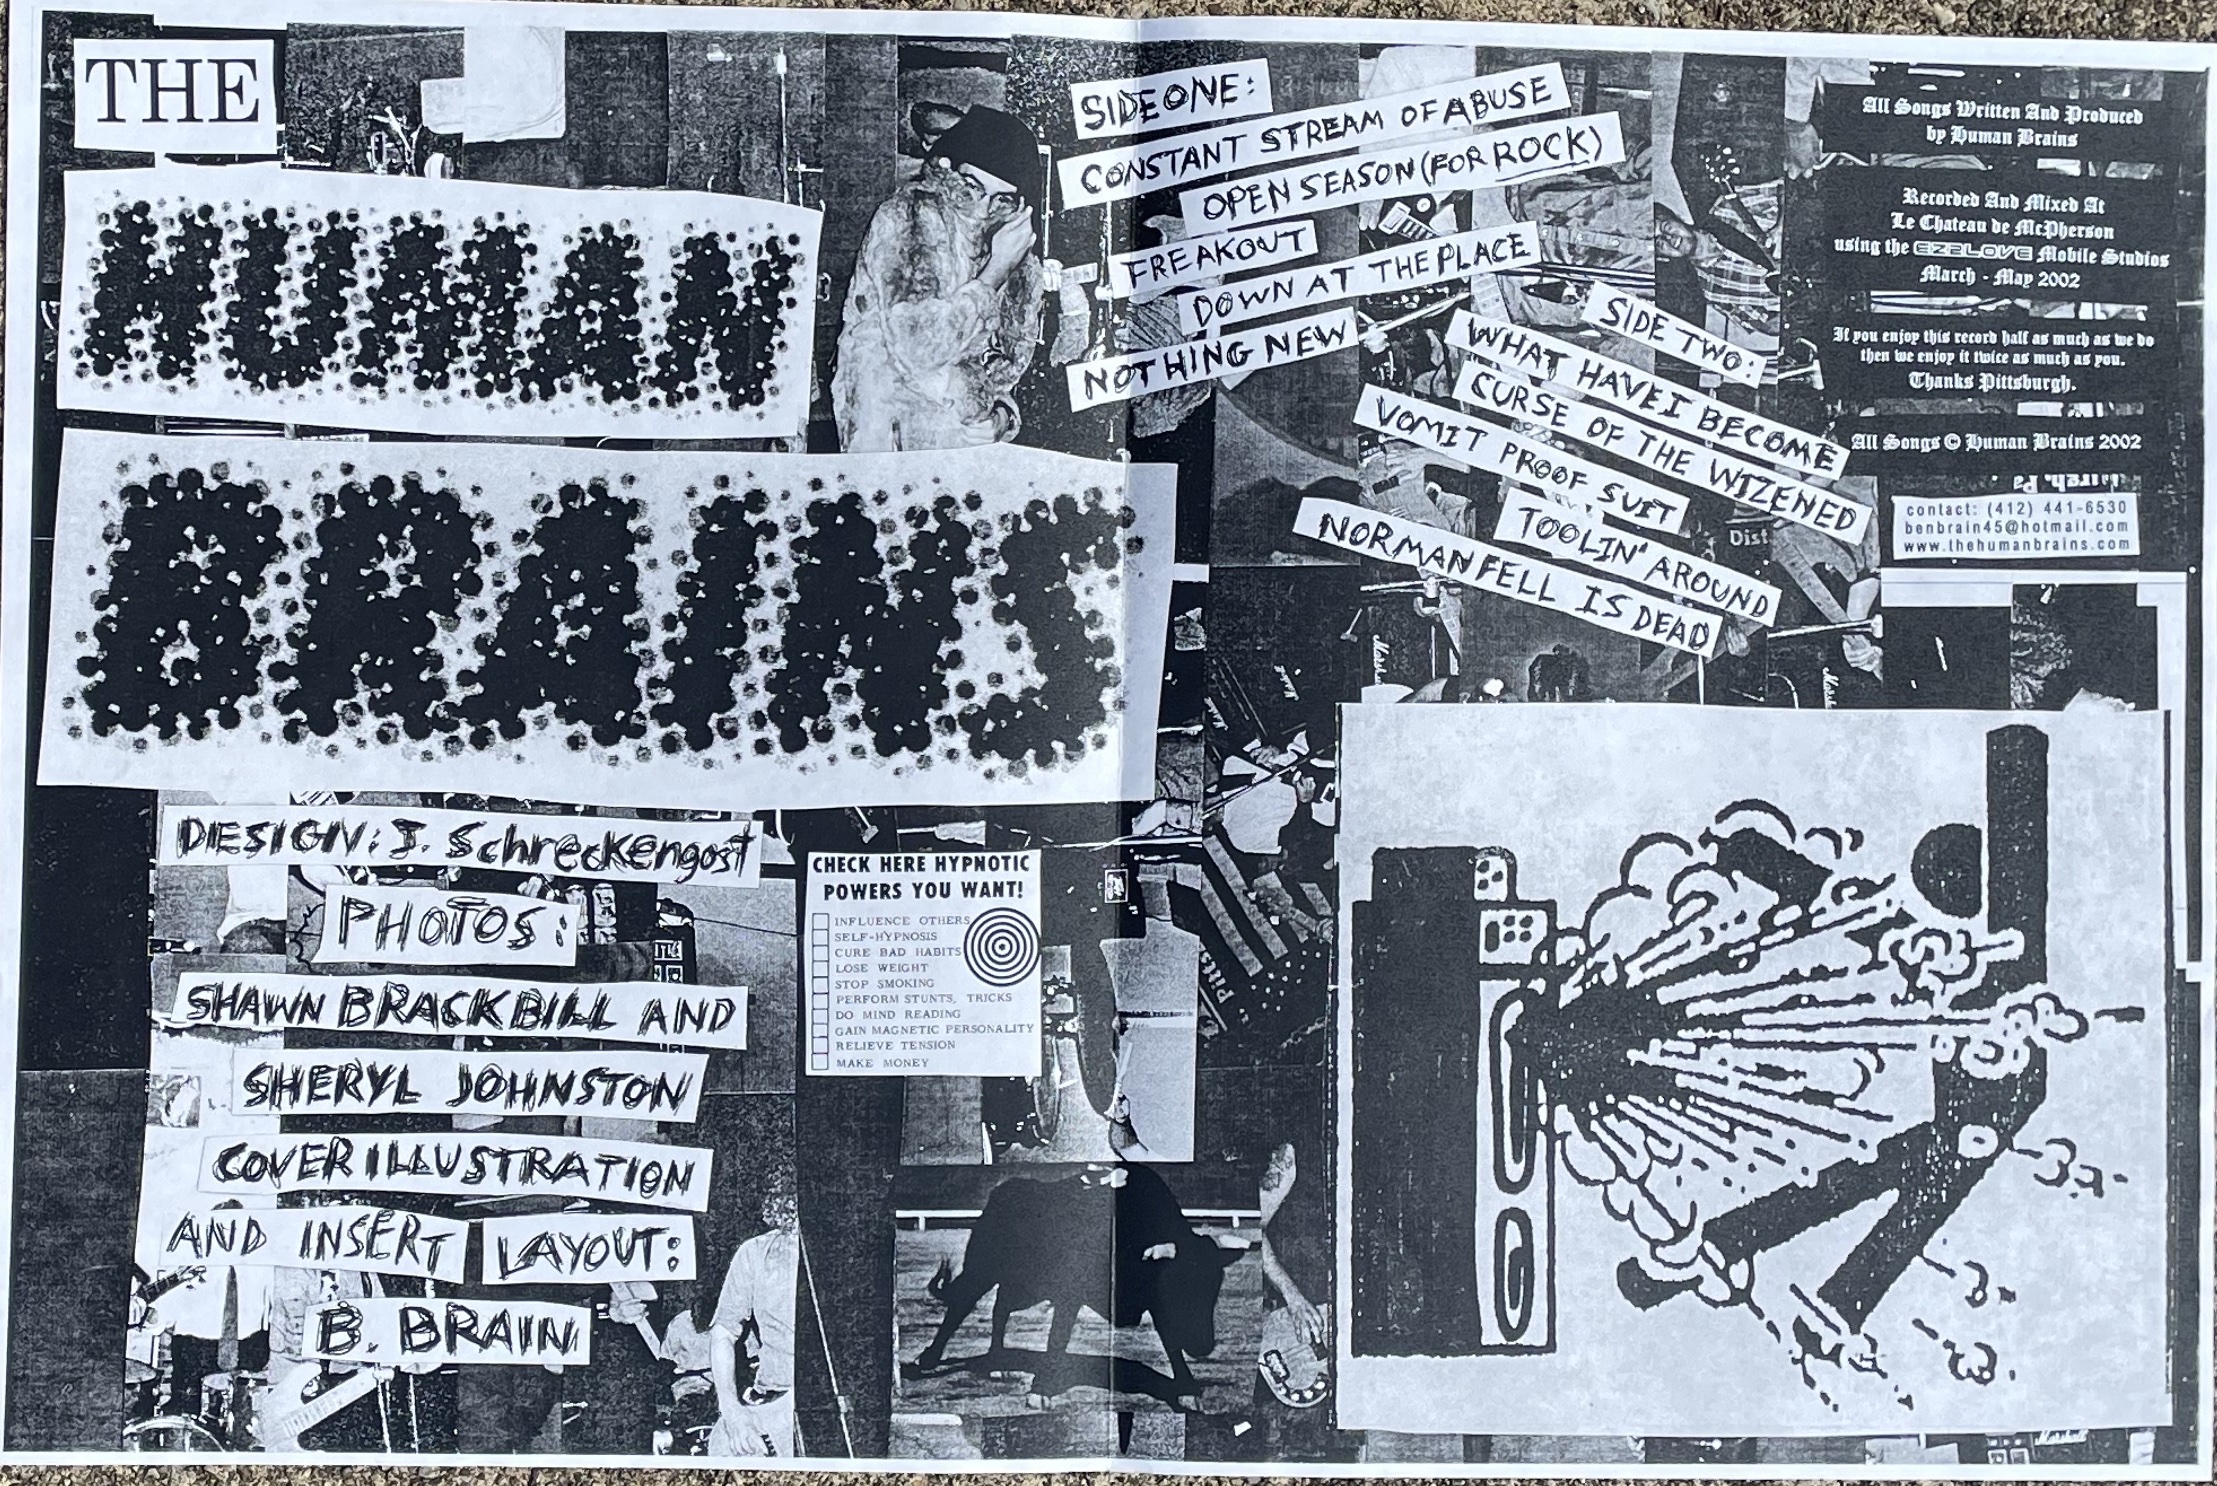 THE
HUMAN
BRAINS
SIDE ONE:
CONSTANT STREAM OF ABUSE
OPEN SEASON (FOR ROCK)
FREAKOUT
DOWN AT THE PLACE
NOTHING NEW
SIDE TWO:
WHAT HAVE I BECOME
CURSE OF THE WIZENED
VOMIT PROOF SUIT
TOOLIN' AROUND
NORMAN FELL IS DEAD
All Songs Written And Produced
by Human Brains
Recorded And Mixed At
Le Chateau de McPherson
using the EZZLOVE Mobile Studios
March - May 2002
If you enjoy this record half as much as we do
then we enjoy it twice as much as you.
Thanks Pittsburgh.
All Songs © Human Brains 2002
contact: (412) 441-6530
benbrain45@hotmail.com
www.thehumanbrains.com
Dist
DESIGN: J. Schreckengost
PHOTOS:
SHAWN BRACKBILL AND
SHERYL JOHNSTON
COVER ILLUSTRATION
AND INSERT LAYOUT:
B. BRAIN
CHECK HERE HYPNOTIC
POWERS YOU WANT!
INFLUENCE OTHERS
SELF-HYPNOSIS
CURE BAD HABITS
LOSE WEIGHT
STOP SMOKING
PERFORM STUNTS, TRICKS
DO MIND READING
GAIN MAGNETIC PERSONALITY
RELIEVE TENSION
MAKE MONEY
Pitts
Marshall